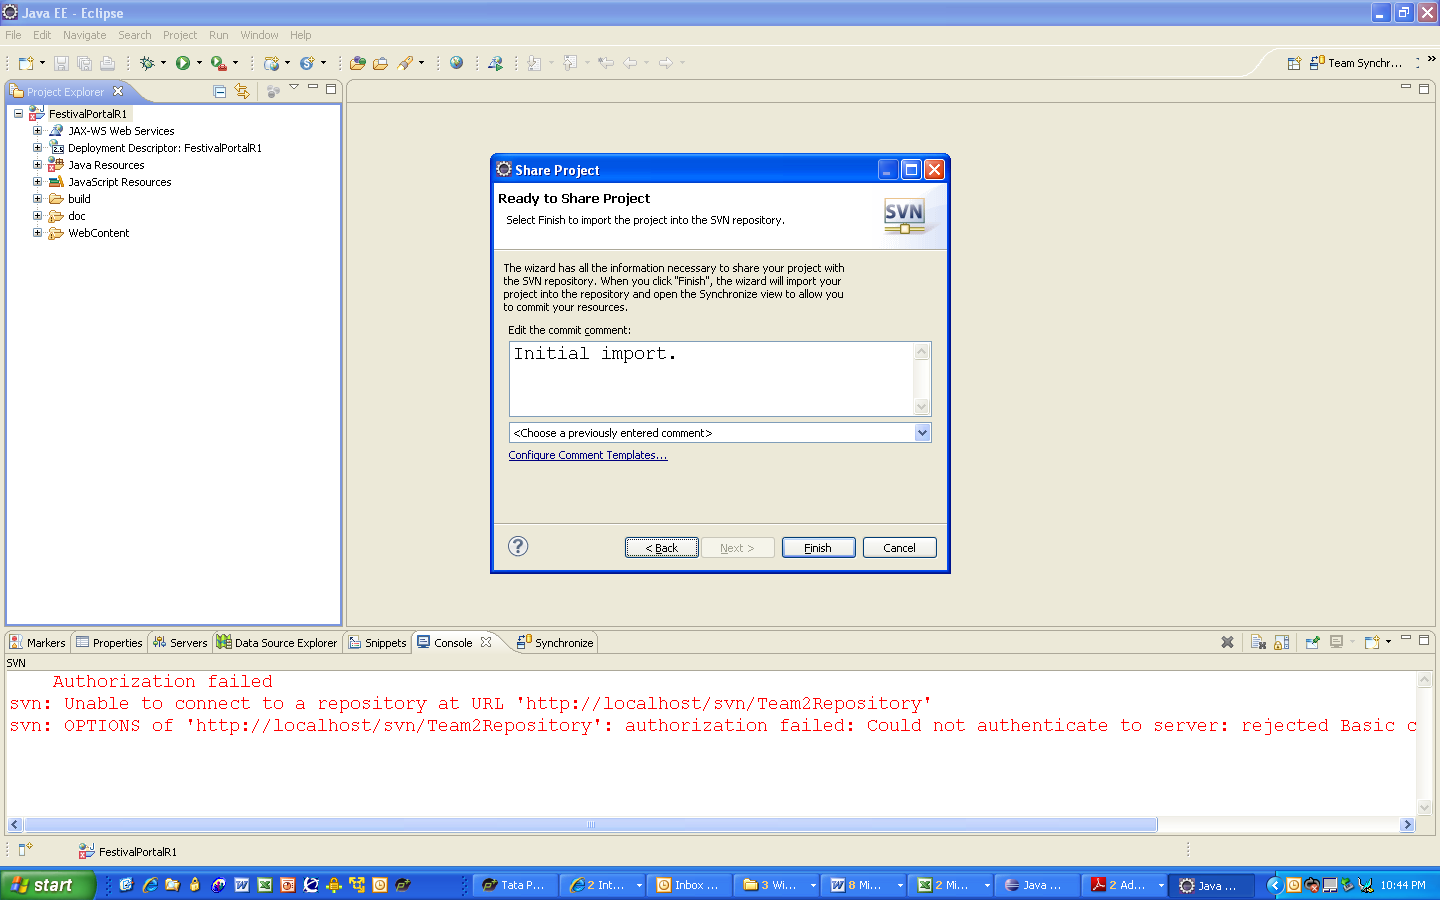 Java EE - Eclipse
File Edit Navigate Search Project Run Window Help
Team Synchr...
Project Explorer
FestivalPortalR1
JAX-WS Web Services
Deployment Descriptor: FestivalPortalR1
Java Resources
JavaScript Resources
build
doc
WebContent
Share Project
Ready to Share Project
Select Finish to import the project into the SVN repository.
SVN
The wizard has all the information necessary to share your project with
the SVN repository. When you click "Finish", the wizard will import your
project into the repository and open the Synchronize view to allow you
to commit your resources.
Edit the commit comment:
Initial import.
<Choose a previously entered comment>
Configure Comment Templates...
< Back Next > Finish Cancel
Markers Properties Servers Data Source Explorer Snippets Console Synchronize
SVN
Authorization failed
svn: Unable to connect to a repository at URL 'http://localhost/svn/Team2Repository'
svn: OPTIONS of 'http://localhost/svn/Team2Repository': authorization failed: Could not authenticate to server: rejected Basic c
FestivalPortalR1
start Tata P... 2 Int... Inbox ... 3 Wi... 8 Mi... 2 Mi... Java ... 2 Ad... Java ... 10:44 PM